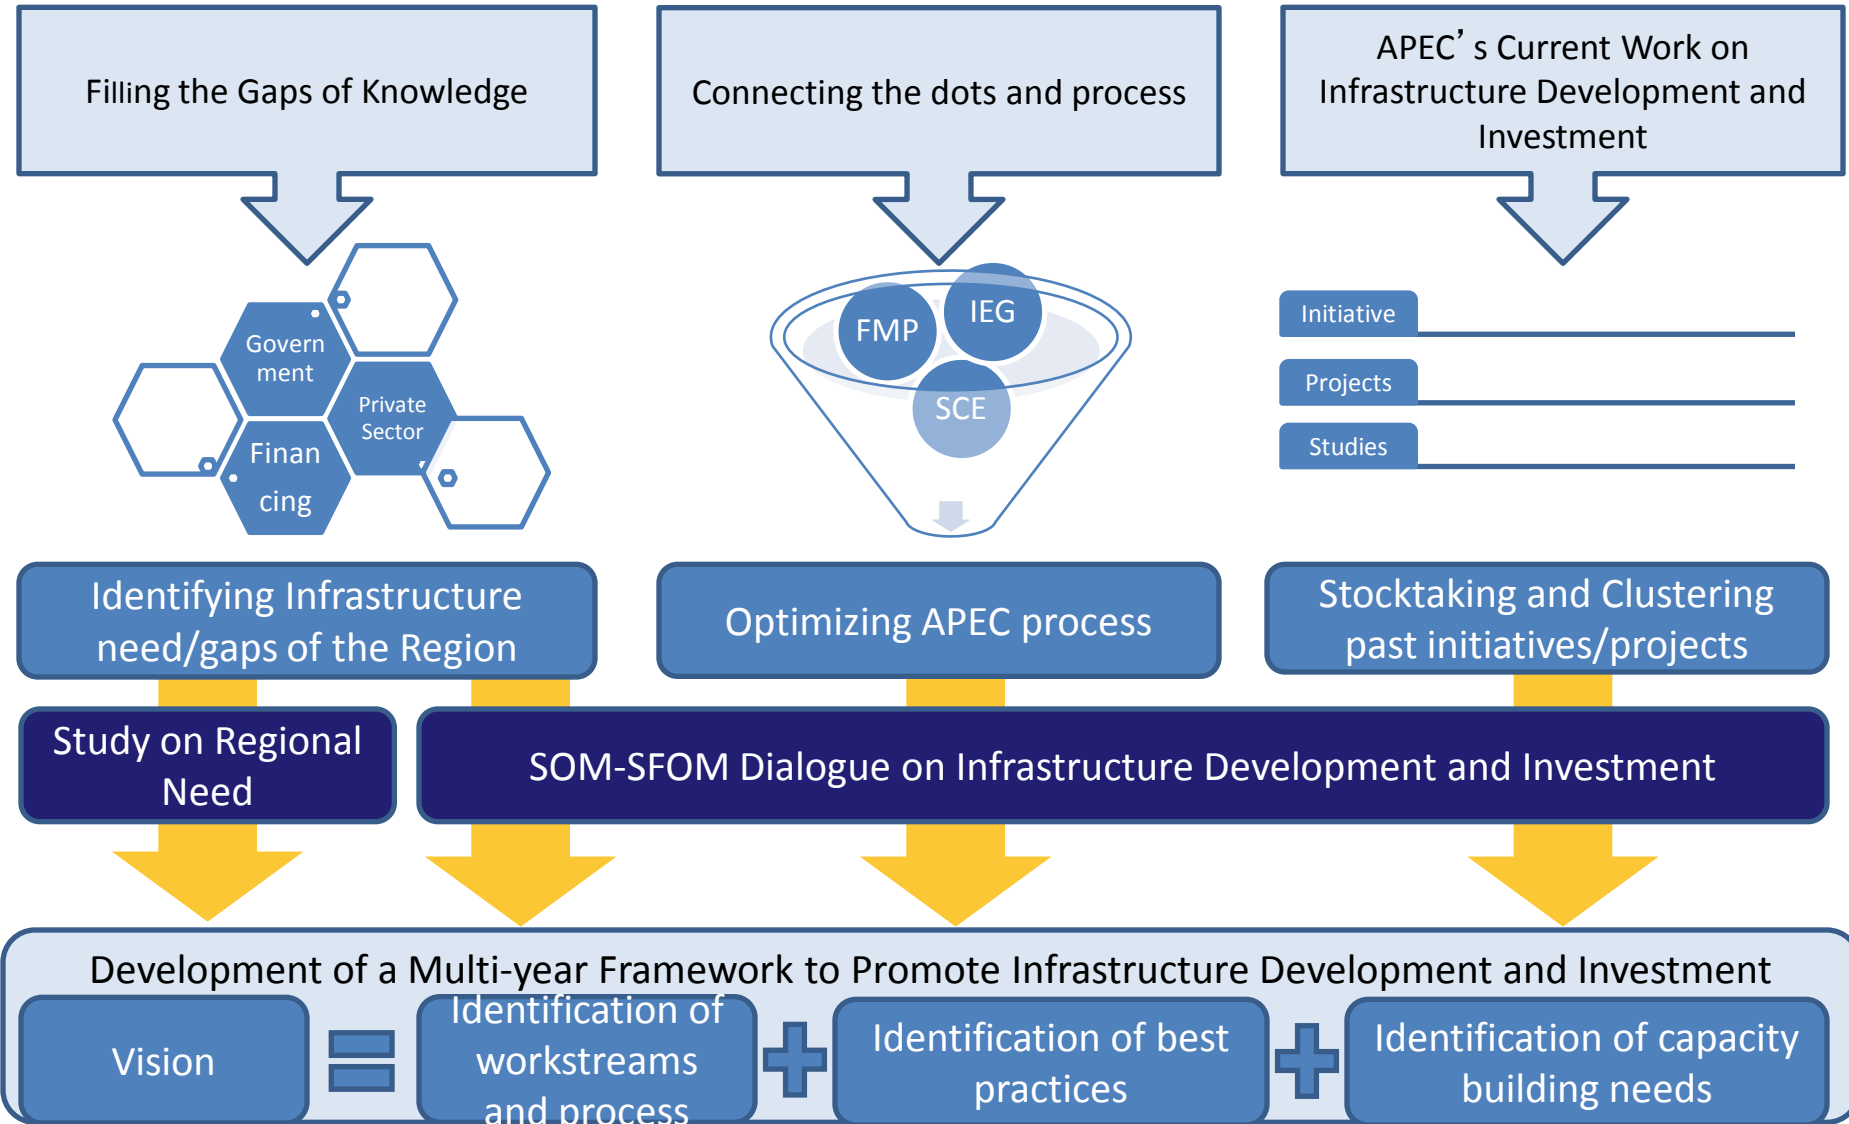 Filling the Gaps of Knowledge
Connecting the dots and process
APEC’s Current Work on
Infrastructure Development and
Investment
Govern
ment
Private
Sector
Finan
cing
FMP
IEG
SCE
Initiative
Projects
Studies
Identifying Infrastructure
need/gaps of the Region
Optimizing APEC process
Stocktaking and Clustering
past initiatives/projects
Study on Regional
Need
SOM-SFOM Dialogue on Infrastructure Development and Investment
Development of a Multi-year Framework to Promote Infrastructure Development and Investment
Vision
Identification of
workstreams
and process
Identification of best
practices
Identification of capacity
building needs